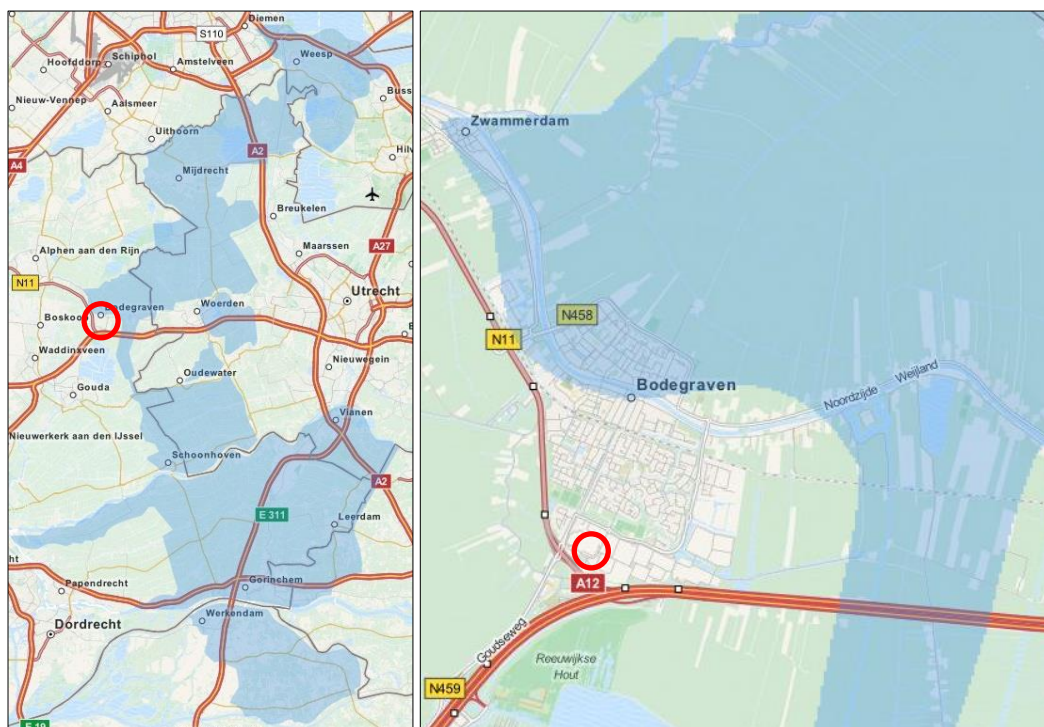 Diemen
S110
Weesp
Schiphol
Hoofddorp
Amstelveen
Nieuw-Vennep
Buss
Aalsmeer
Uithoorn
A2
Hilv
A4
Mijdrecht
Breukelen
A27
Maarssen
Alphen aan den Rijn
N11
Utrecht
Bodegraven
Woerden
Boskoop
Waddinxveen
Nieuwegein
Oudewater
Gouda
Vianen
Nieuwerkerk aan den IJssel
Schoonhoven
A2
E 311
Leerdam
ht
Papendrecht
Gorinchem
Werkendam
Dordrecht
E 19
Zwammerdam
N458
N11
Bodegraven
Noordzijde
Weijland
A12
Goudseweg
Reeuwijkse
Hout
N459